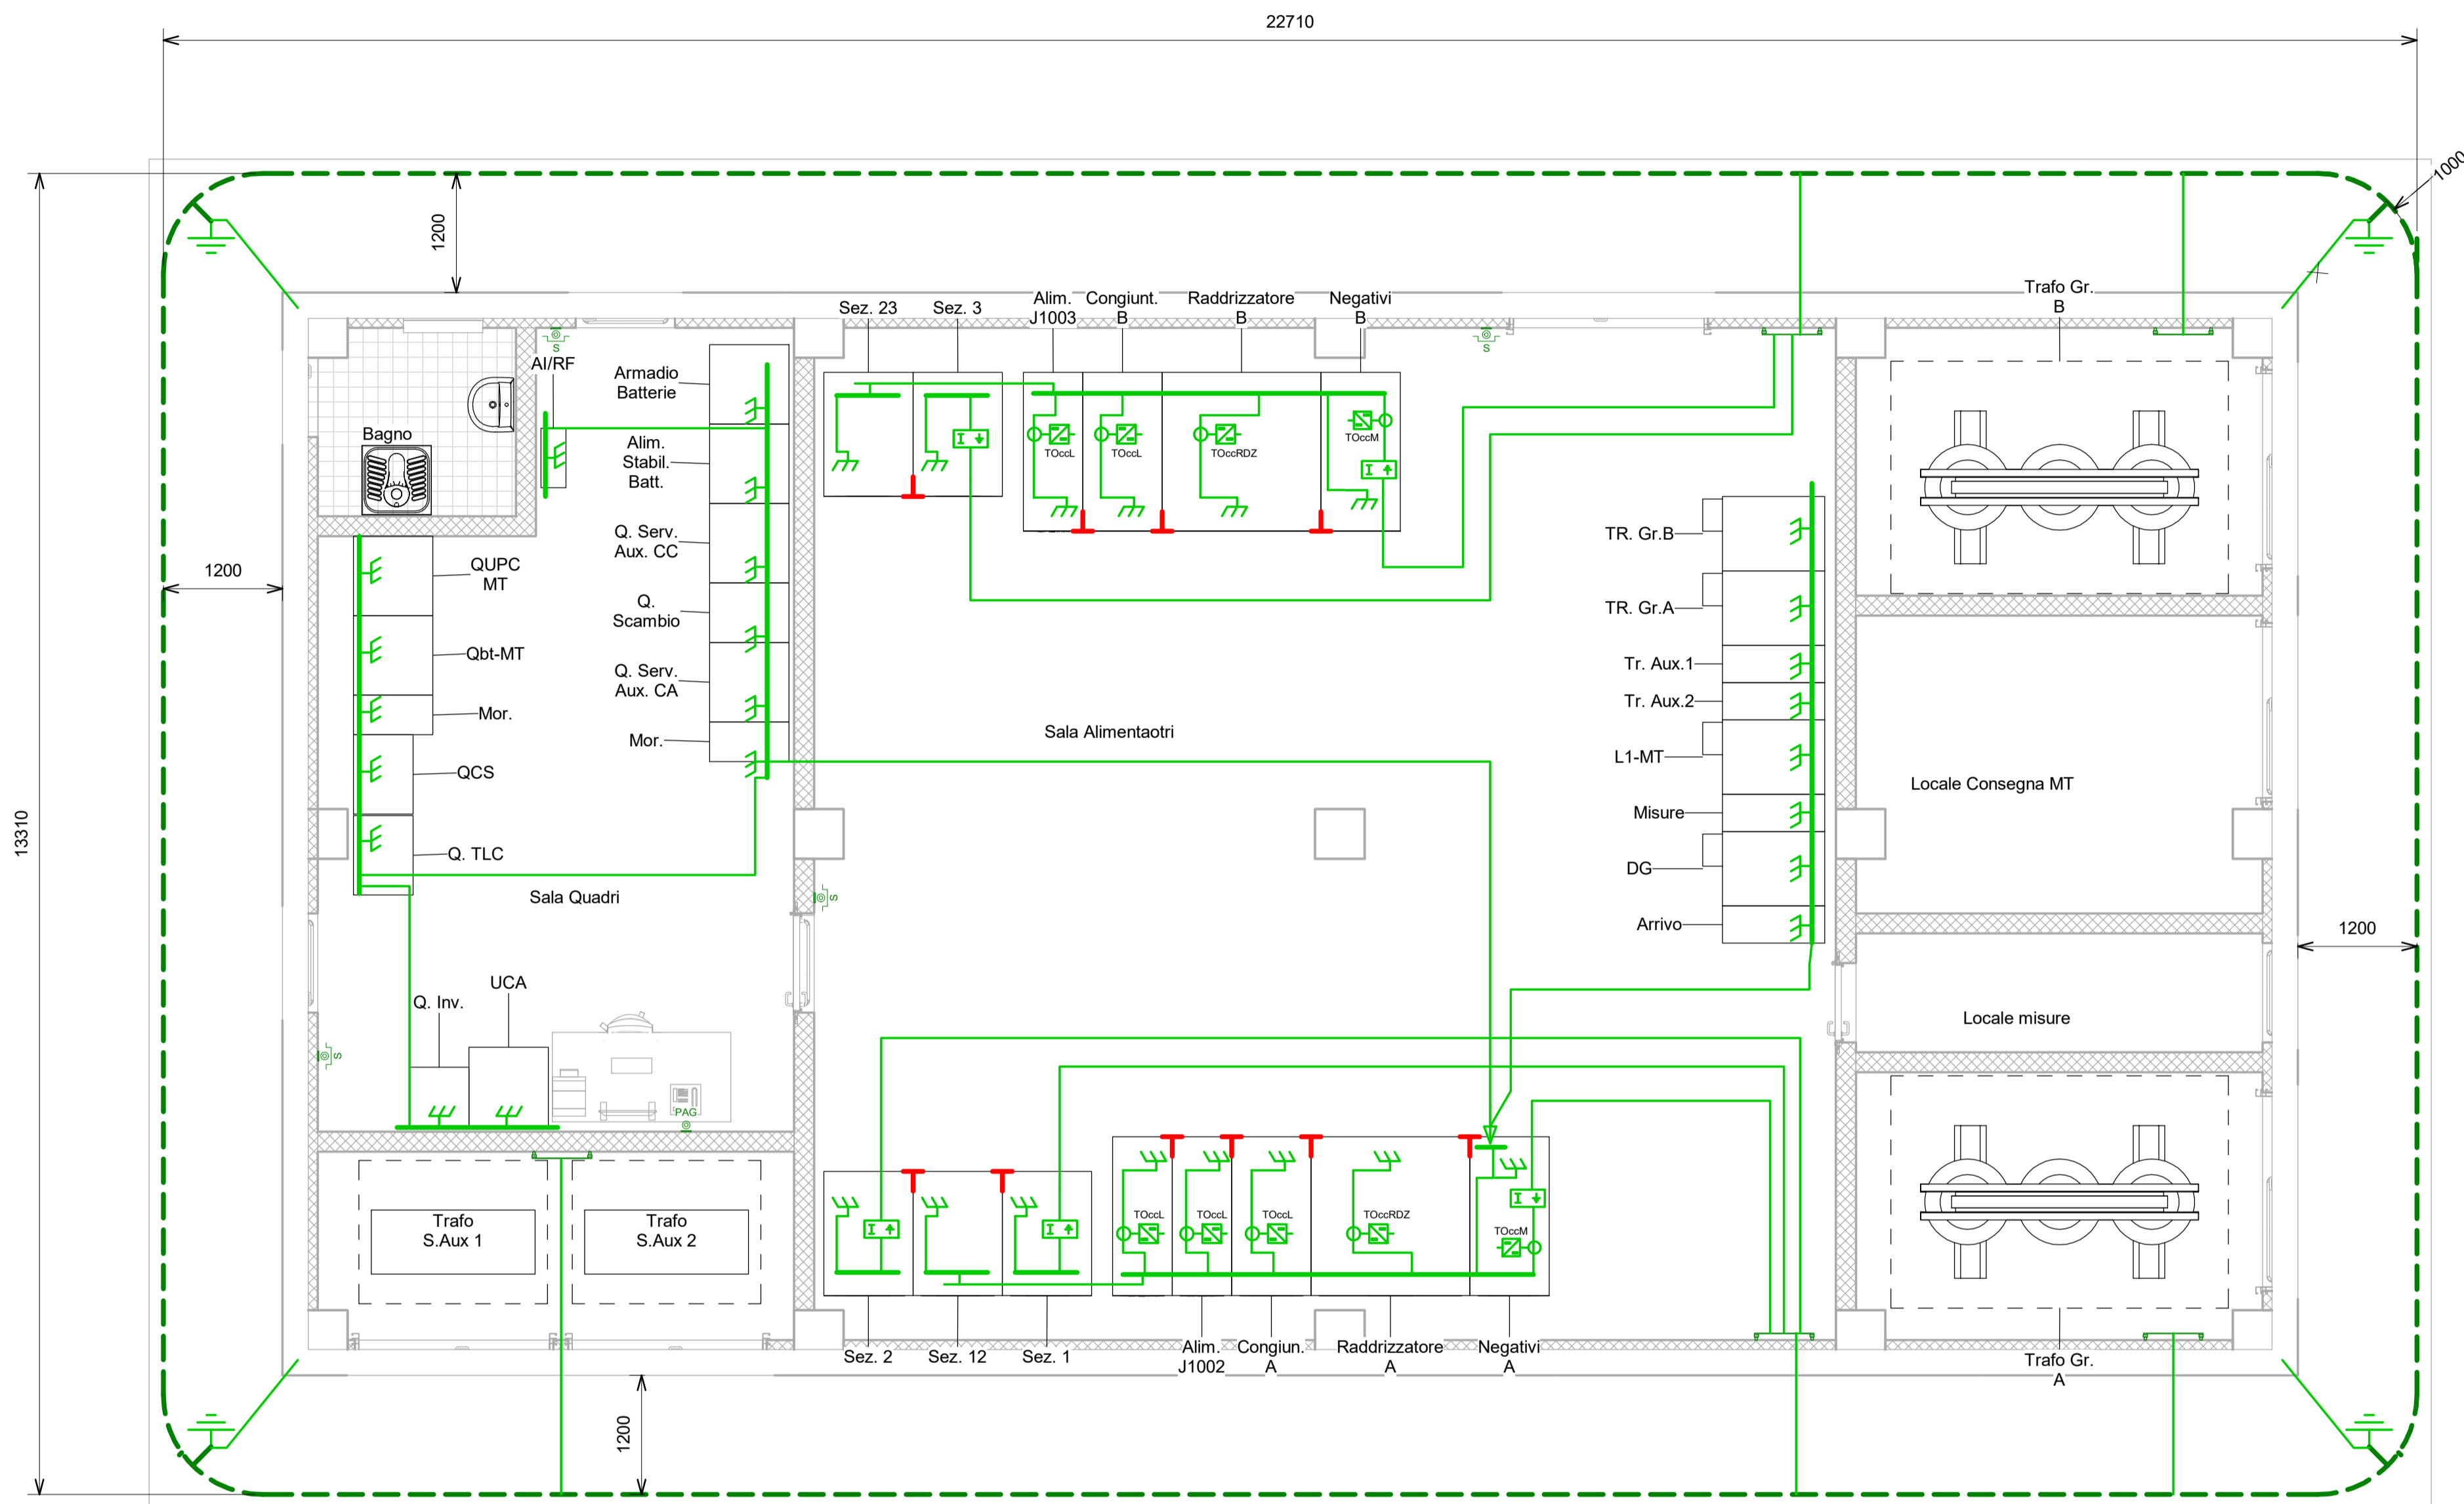 22710
1000
1200
13310
Trafo Gr.
B
Sez. 23
Sez. 3
Alim.
J1003
Congiunt.
B
Raddrizzatore
B
Negativi
B
S
S
AI/RF
Armadio
Batterie
Bagno
Alim.
Stabil.
Batt.
TOccL
TOccL
TOccRDZ
TOccM
I
I
Q. Serv.
Aux. CC
TR. Gr.B
1200
QUPC
MT
Q.
Scambio
TR. Gr.A
Qbt-MT
Q. Serv.
Aux. CA
Tr. Aux.1
Tr. Aux.2
Mor.
Mor.
Sala Alimentaotri
L1-MT
QCS
Locale Consegna MT
Misure
Q. TLC
DG
Sala Quadri
S
Arrivo
1200
UCA
Q. Inv.
Locale misure
S
PAG
Trafo
S.Aux 1
Trafo
S.Aux 2
I
I
I
TOccL
TOccL
TOccL
TOccRDZ
TOccM
Sez. 2
Sez. 12
Sez. 1
Alim.
J1002
Congiun.
A
Raddrizzatore
A
Negativi
A
Trafo Gr.
A
1200